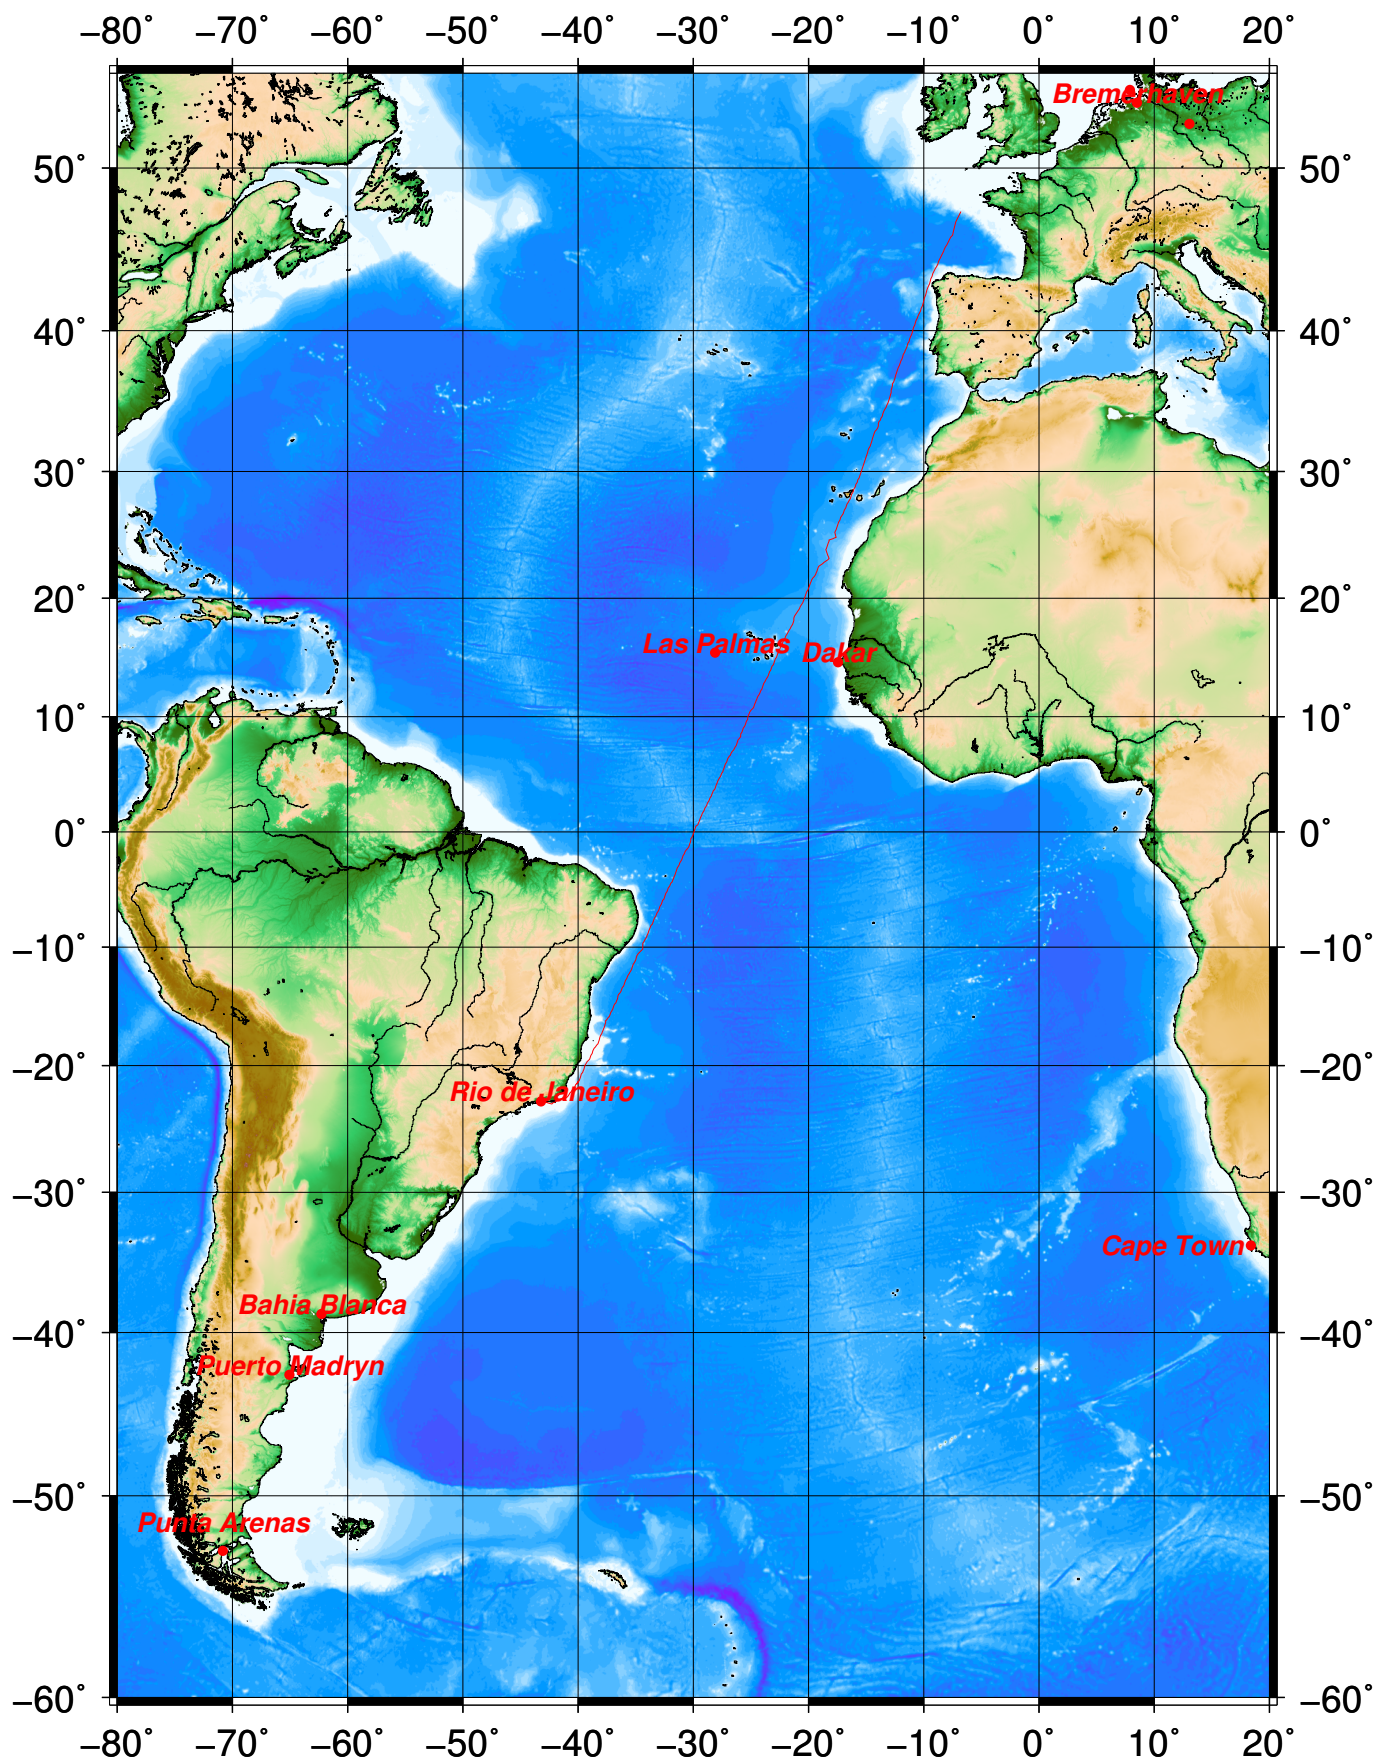 −80° −70° −60° −50° −40° −30° −20° −10° 0° 10° 20°
Bremerhaven
50° 50°
40° 40°
30° 30°
20° 20°
Las Palmas Dakar
10° 10°
0° 0°
−10° −10°
−20° −20°
Rio de Janeiro
−30° −30°
Cape Town
Bahia Blanca
−40° −40°
Puerto Madryn
−50° −50°
Punta Arenas
−60° −60°
−80° −70° −60° −50° −40° −30° −20° −10° 0° 10° 20°